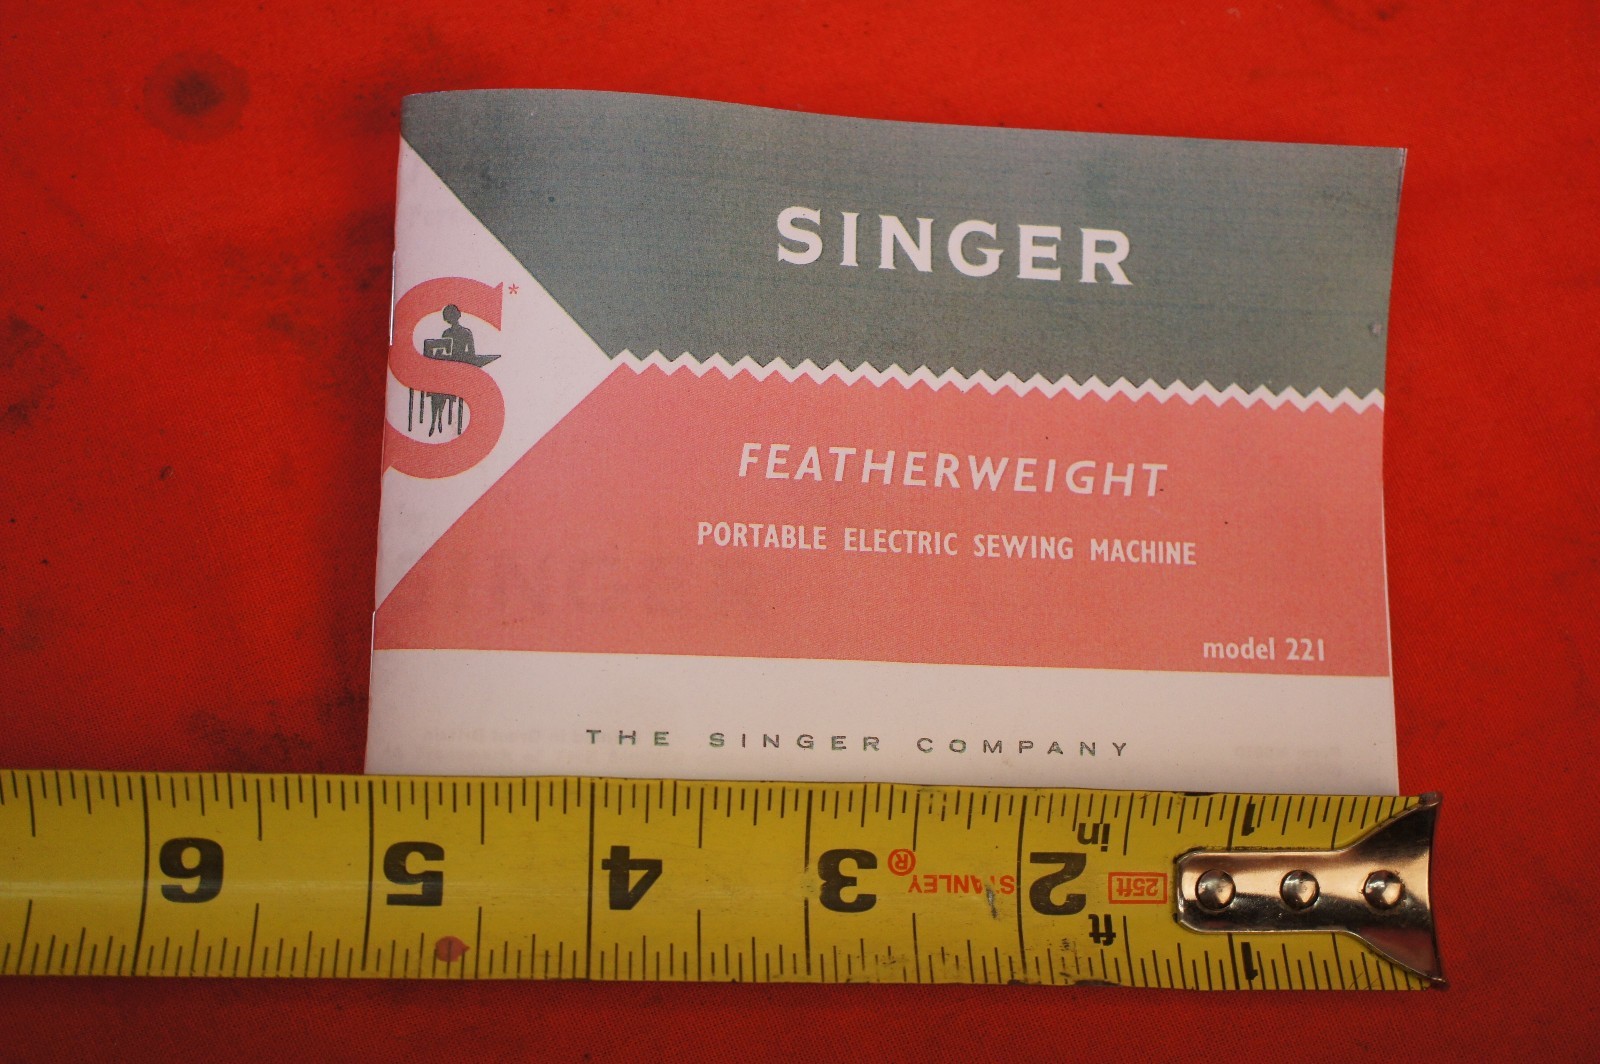 SINGER
S*
FEATHERWEIGHT
PORTABLE ELECTRIC SEWING MACHINE
model 221
THE SINGER COMPANY
6 5 4 3 ® STANLEY 2 in 25ft 1
ft 1